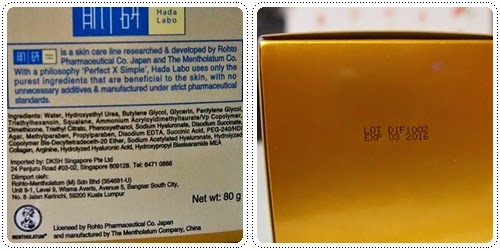 Hada
Labo
is a skin care line researched & developed by Rohto
Pharmaceutical Co. Japan and The Mentholatum Co.
With a philosophy 'Perfect X Simple', Hada Labo uses only the
purest ingredients that are beneficial to the skin, with no
unnecessary additives & manufactured under strict pharmaceutical
standards.
Ingredients: Water, Hydroxyethyl Urea, Butylene Glycol, Glycerin, Pentylene Glycol,
Triethylhexanoin, Squalane, Ammonium Acryloyldimethyltaurate/Vp Copolymer,
Dimethicone, Triethyl Citrate, Phenoxyethanol, Sodium Hyaluronate, Disodium Succinate,
Agar, Methylparaben, Propylparaben, Disodium EDTA, Succinic Acid, PEG-240/HDI
Copolymer Bis-Decyltetradeceth-20 Ether, Sodium Acetylated Hyaluronate, Hydrolyzed
Collagen, Arginine, Hydrolyzed Hyaluronic Acid, Hydroxypropyl Bistearamide MEA
Imported by: DKSH Singapore Pte Ltd
24 Penjuru Road #03-02, Singapore 609128. Tel: 6471 0888
Diimport oleh:
Rohto-Mentholatum (M) Sdn Bhd (364691-U)
Unit 9-1, Level 9, Wisma Averis, Avenue 5, Bangsar South City,
No. 8 Jalan Kerinchi, 59200 Kuala Lumpur
Net wt: 80 g
MENTHOLATUM
Licensed by Rohto Pharmaceutical Co. Japan
and manufactured by The Mentholatum Company, China
LOT D1F1002
EXP 03 2016